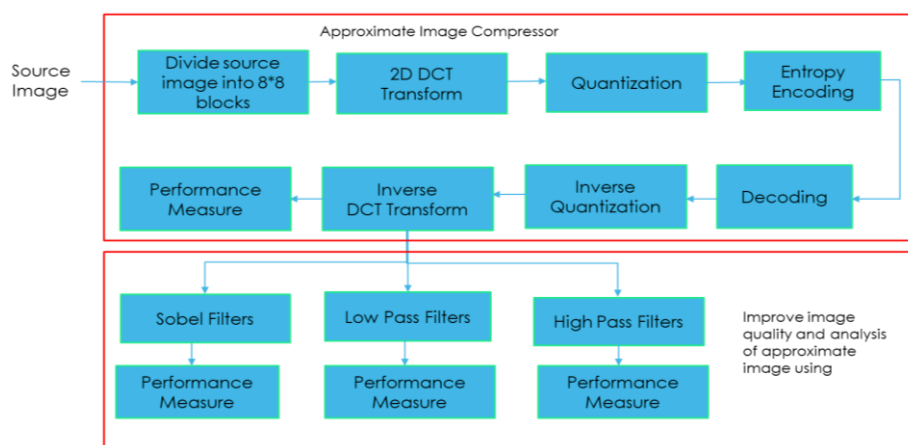 Approximate Image Compressor
Source
Image
Divide source
image into 8*8
blocks
2D DCT
Transform
Quantization
Entropy
Encoding
Performance
Measure
Inverse
DCT Transform
Inverse
Quantization
Decoding
Sobel Filters
Low Pass Filters
High Pass Filters
Improve image
quality and analysis
of approximate
image using
Performance
Measure
Performance
Measure
Performance
Measure